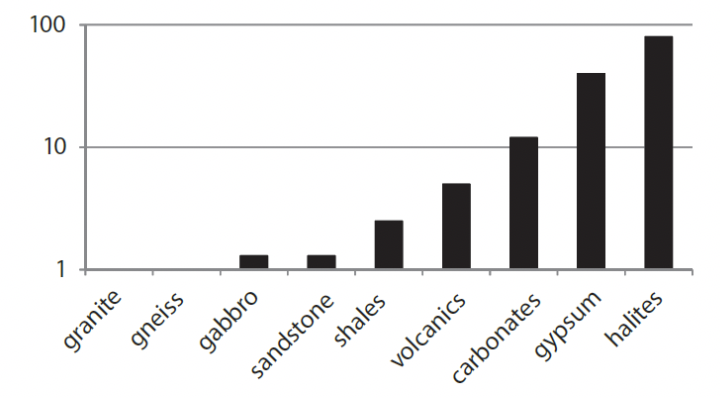 100
10
1
granite
gneiss
gabbro
sandstone
shales
volcanics
carbonates
gypsum
halites